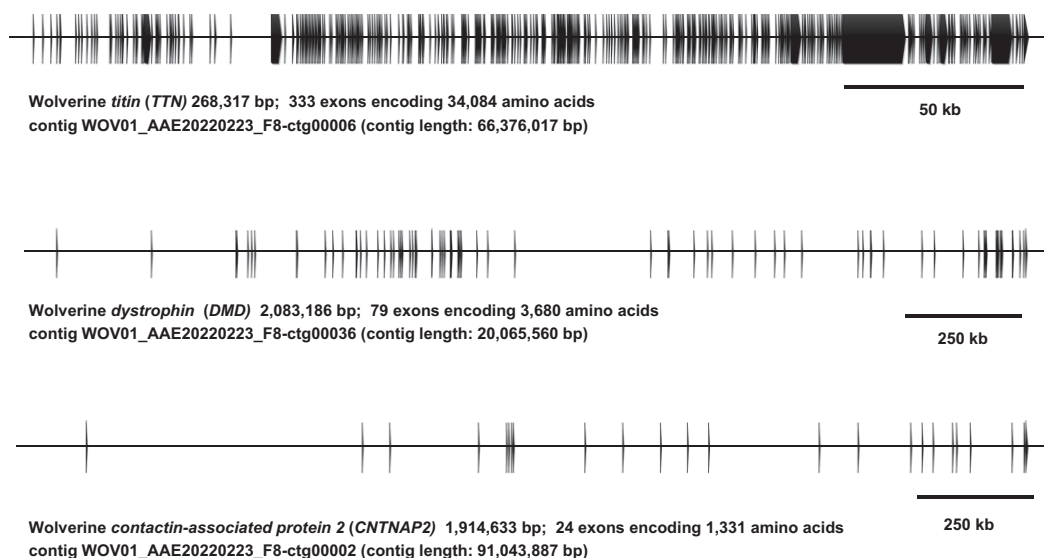 Wolverine titin (TTN) 268,317 bp; 333 exons encoding 34,084 amino acids
contig WOV01_AAE20220223_F8-ctg00006 (contig length: 66,376,017 bp)
50 kb
Wolverine dystrophin (DMD) 2,083,186 bp; 79 exons encoding 3,680 amino acids
contig WOV01_AAE20220223_F8-ctg00036 (contig length: 20,065,560 bp)
250 kb
Wolverine contactin-associated protein 2 (CNTNAP2) 1,914,633 bp; 24 exons encoding 1,331 amino acids
contig WOV01_AAE20220223_F8-ctg00002 (contig length: 91,043,887 bp)
250 kb